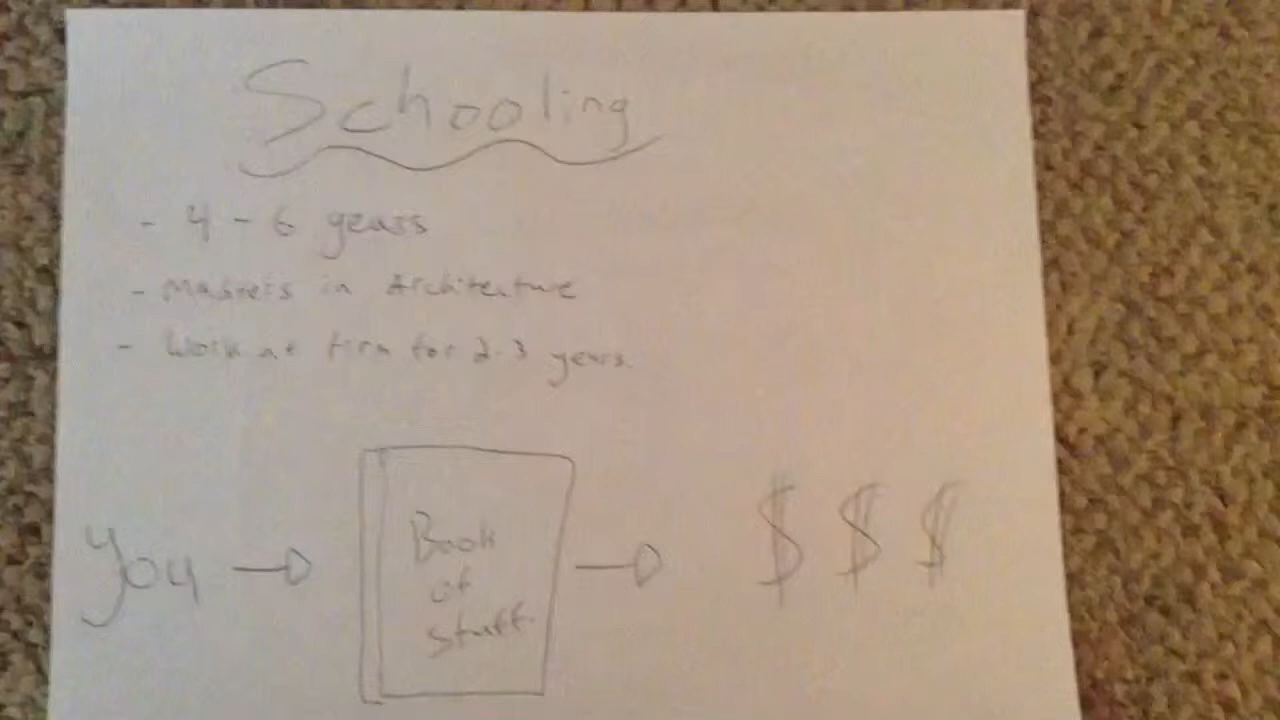 Schooling
- 4 - 6 years
- Masters in Architecture
- Work at firm for 2-3 years.
You
Book
of
stuff.
$ $ $